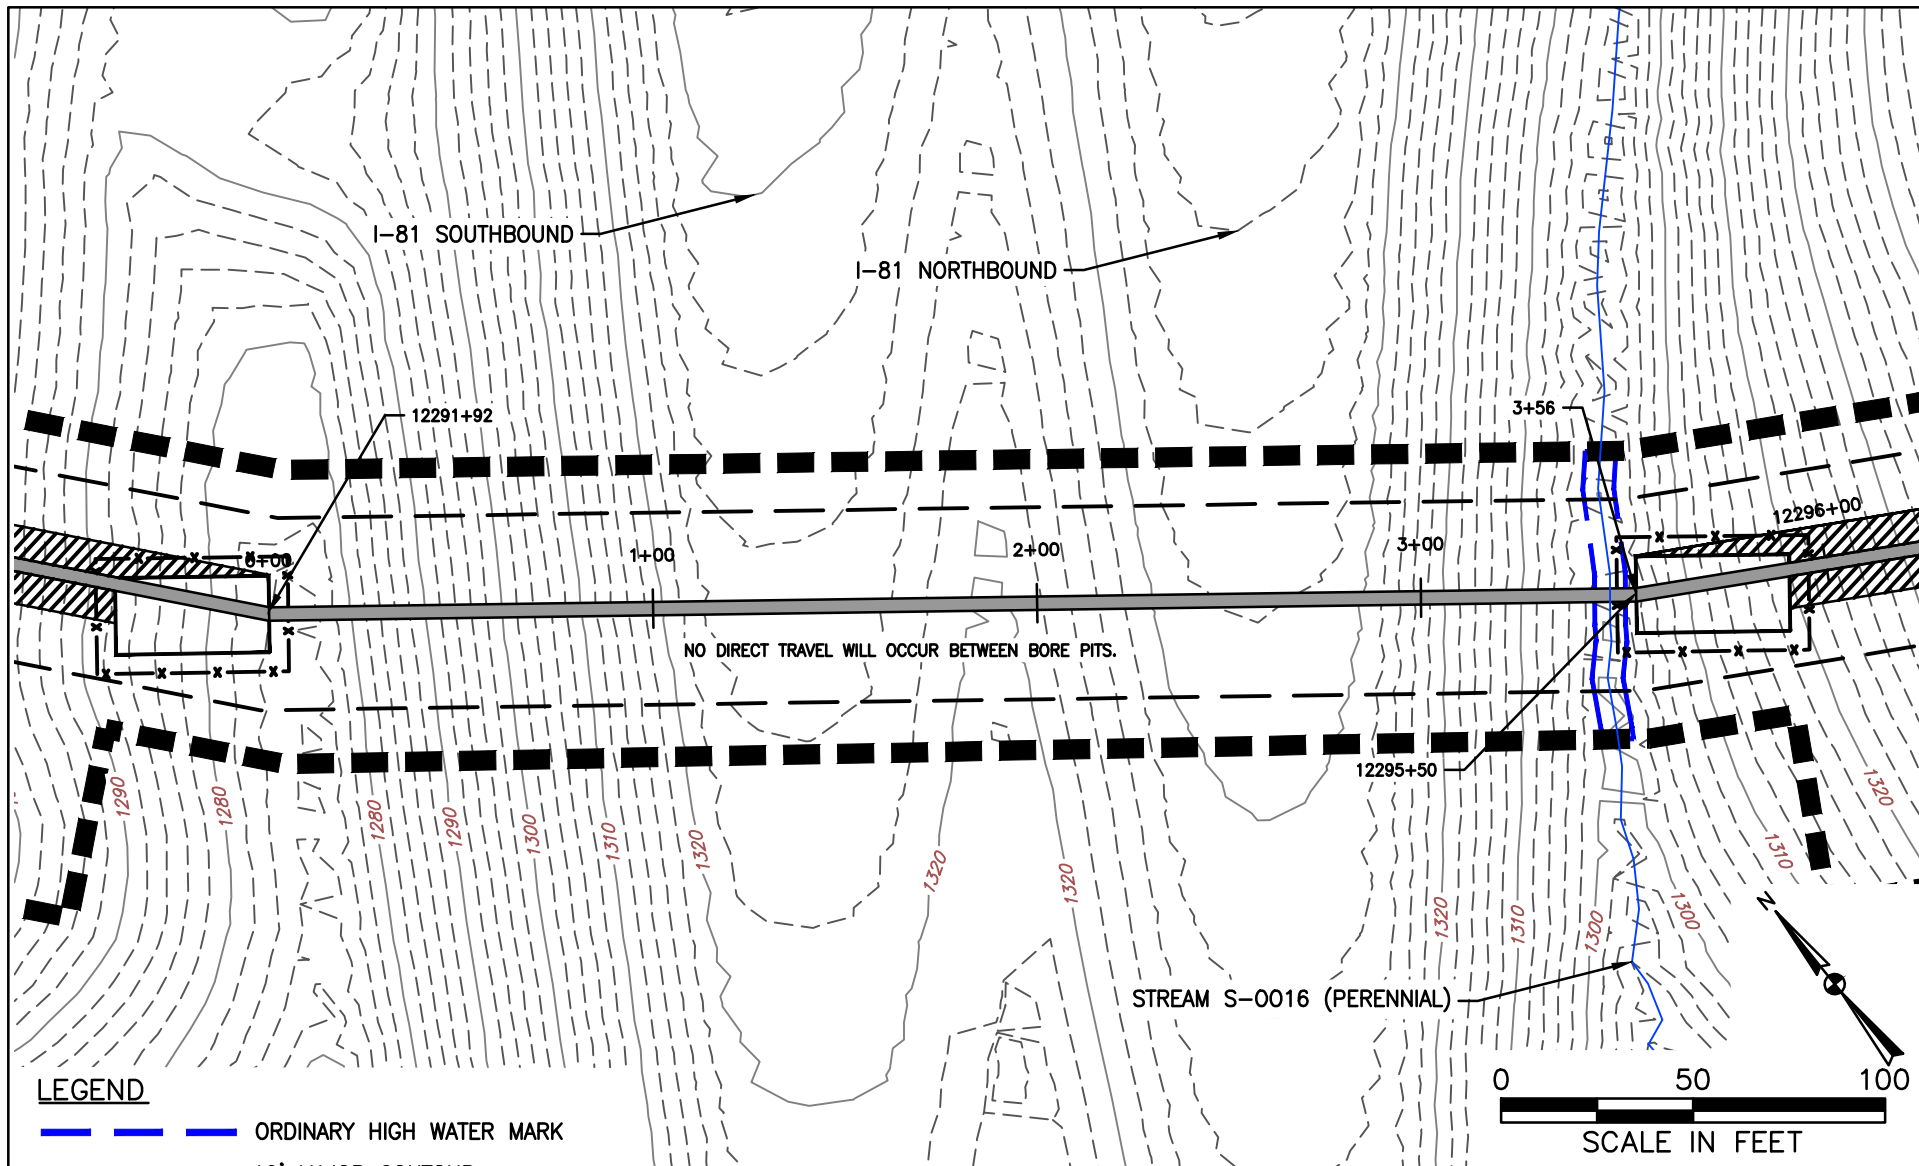 I-81 SOUTHBOUND
I-81 NORTHBOUND
12291+92
3+56
12296+00
0+00
1+00
2+00
3+00
NO DIRECT TRAVEL WILL OCCUR BETWEEN BORE PITS.
12295+50
1290
1280
1280
1290
1300
1310
1320
1320
1320
1320
1310
1300
1300
1310
1320
STREAM S-0016 (PERENNIAL)
N
0 50 100
SCALE IN FEET
LEGEND
ORDINARY HIGH WATER MARK